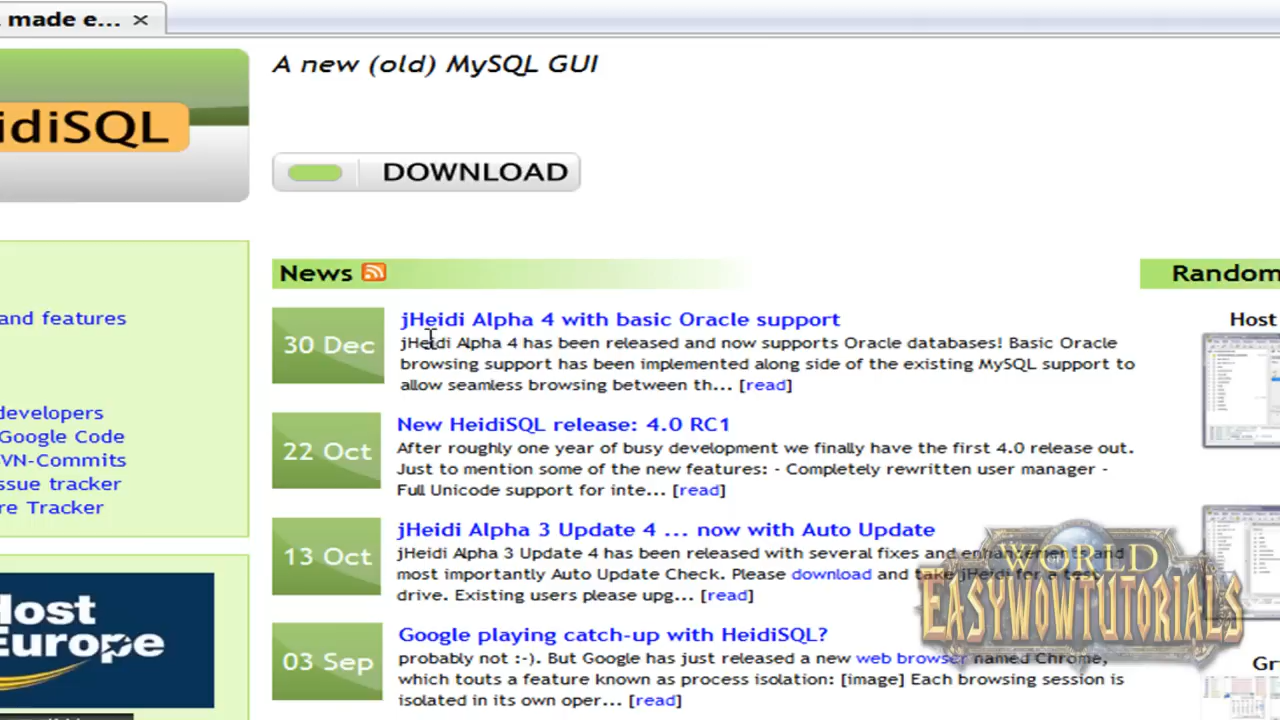 made e...
A new (old) MySQL GUI
idiSQL
DOWNLOAD
News
Random
and features
30 Dec
jHeidi Alpha 4 with basic Oracle support
jHeidi Alpha 4 has been released and now supports Oracle databases! Basic Oracle
browsing support has been implemented along side of the existing MySQL support to
allow seamless browsing between th... [read]
Host
developers
Google Code
VN-Commits
ssue tracker
re Tracker
22 Oct
New HeidiSQL release: 4.0 RC1
After roughly one year of busy development we finally have the first 4.0 release out.
Just to mention some of the new features: - Completely rewritten user manager -
Full Unicode support for inte... [read]
13 Oct
jHeidi Alpha 3 Update 4 ... now with Auto Update
jHeidi Alpha 3 Update 4 has been released with several fixes and enhancements and
most importantly Auto Update Check. Please download and take jHeidi for a test
drive. Existing users please upg... [read]
WORLD
EASYWOWTUTORIALS
Host
Europe
03 Sep
Google playing catch-up with HeidiSQL?
probably not :-). But Google has just released a new web browser named Chrome,
which touts a feature known as process isolation: [image] Each browsing session is
isolated in its own oper... [read]
Gr